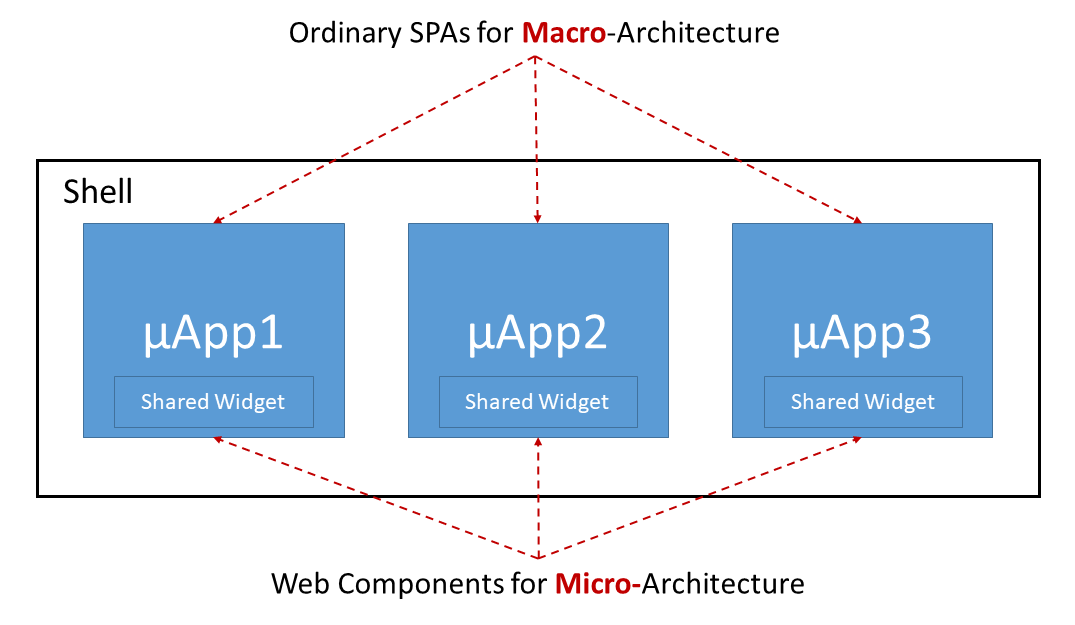 Ordinary SPAs for Macro-Architecture
Shell
µApp1
µApp2
µApp3
Shared Widget
Shared Widget
Shared Widget
Web Components for Micro-Architecture